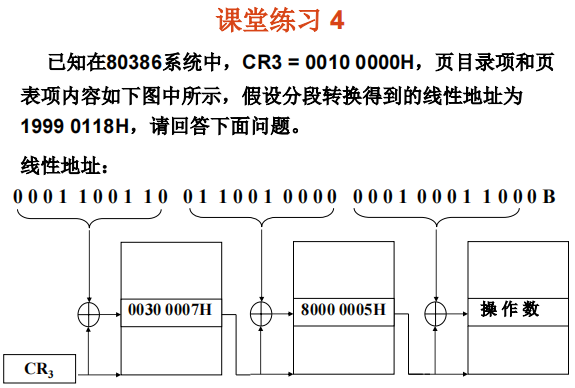 课堂练习 4
已知在80386系统中，CR3 = 0010 0000H，页目录项和页
表项内容如下图中所示，假设分段转换得到的线性地址为
1999 0118H，请回答下面问题。
线性地址：
0 0 0 1 1 0 0 1 1 0 0 1 1 0 0 1 0 0 0 0 0 0 0 1 0 0 0 1 1 0 0 0 B
0030 0007H 8000 0005H 操作数
CR3